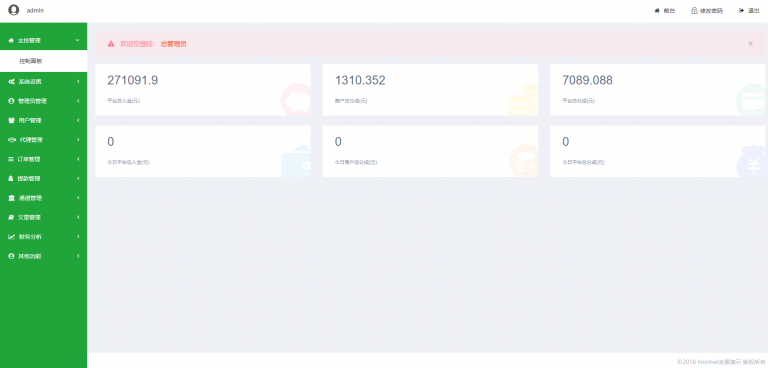 admin
前台
修改密码
退出
主控管理
控制面板
系统设置
管理员管理
用户管理
代理管理
订单管理
提款管理
通道管理
文章管理
财务分析
其他功能
欢迎您登陆： 总管理员
×
271091.9
平台总入金(元)
1310.352
商户总分成(元)
7089.088
平台总分成(元)
0
今日平台总入金(元)
0
今日商户总分成(元)
0
今日平台总分成(元)
©2018 版权所有